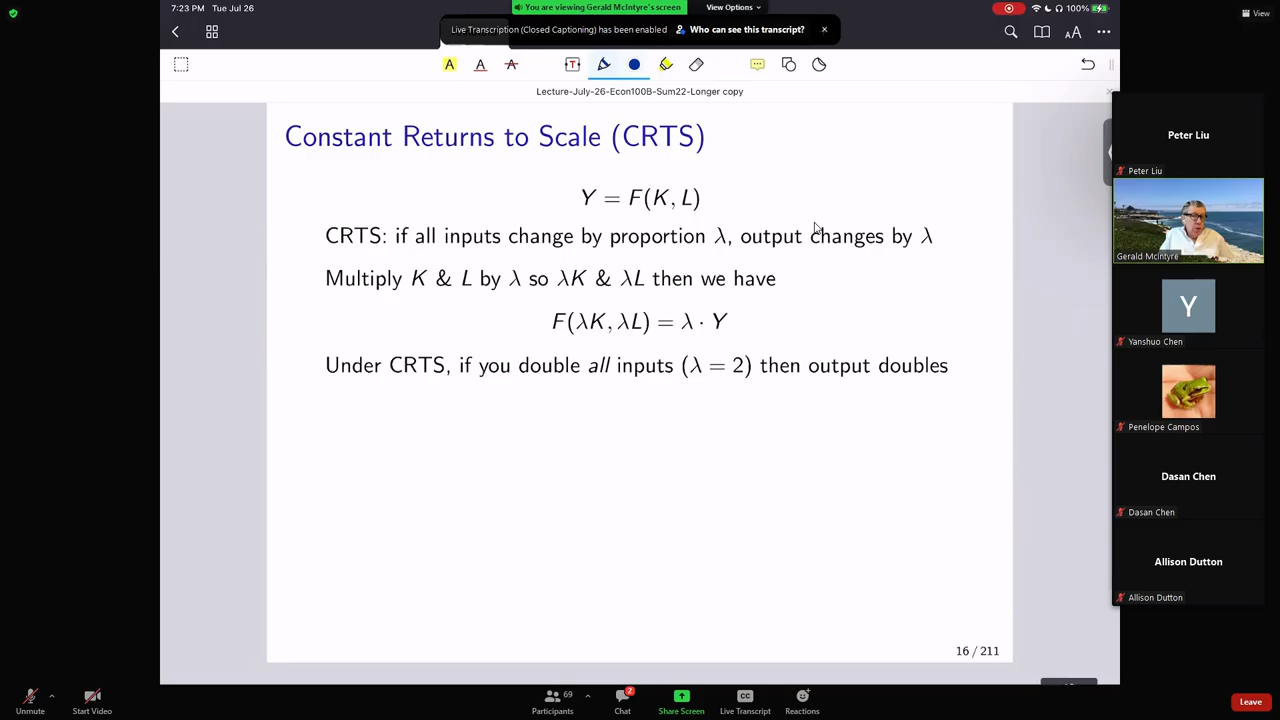 7:23 PM Tue Jul 26
You are viewing Gerald McIntyre's screen
View Options
100%
View
Live Transcription (Closed Captioning) has been enabled
Who can see this transcript?
Lecture-July-26-Econ100B-Sum22-Longer copy
Constant Returns to Scale (CRTS)
Y = F(K, L)
CRTS: if all inputs change by proportion λ, output changes by λ
Multiply K & L by λ so λK & λL then we have
F(λK, λL) = λ · Y
Under CRTS, if you double all inputs (λ = 2) then output doubles
16 / 211
Peter Liu
Peter Liu
Gerald McIntyre
Y
Yanshuo Chen
Penelope Campos
Dasan Chen
Dasan Chen
Allison Dutton
Allison Dutton
Unmute
Start Video
69
Participants
2
Chat
Share Screen
CC
Live Transcript
Reactions
Leave